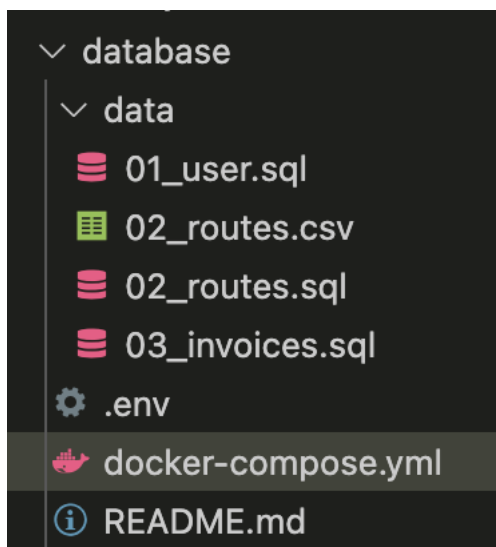 database
data
01_user.sql
02_routes.csv
02_routes.sql
03_invoices.sql
.env
docker-compose.yml
README.md